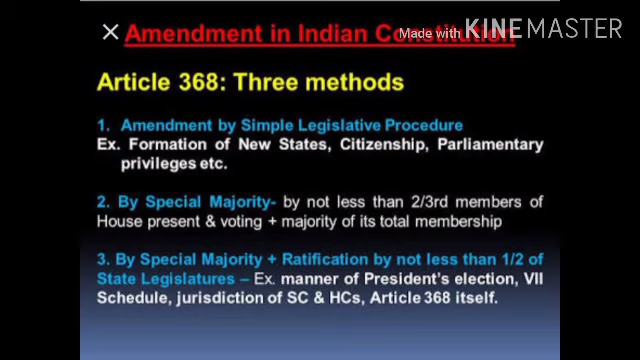 × Amendment in Indian Constitution
Made with KINEMASTER
Article 368: Three methods
1. Amendment by Simple Legislative Procedure
Ex. Formation of New States, Citizenship, Parliamentary
privileges etc.
2. By Special Majority- by not less than 2/3rd members of
House present & voting + majority of its total membership
3. By Special Majority + Ratification by not less than 1/2 of
State Legislatures – Ex. manner of President's election, VII
Schedule, jurisdiction of SC & HCs, Article 368 itself.